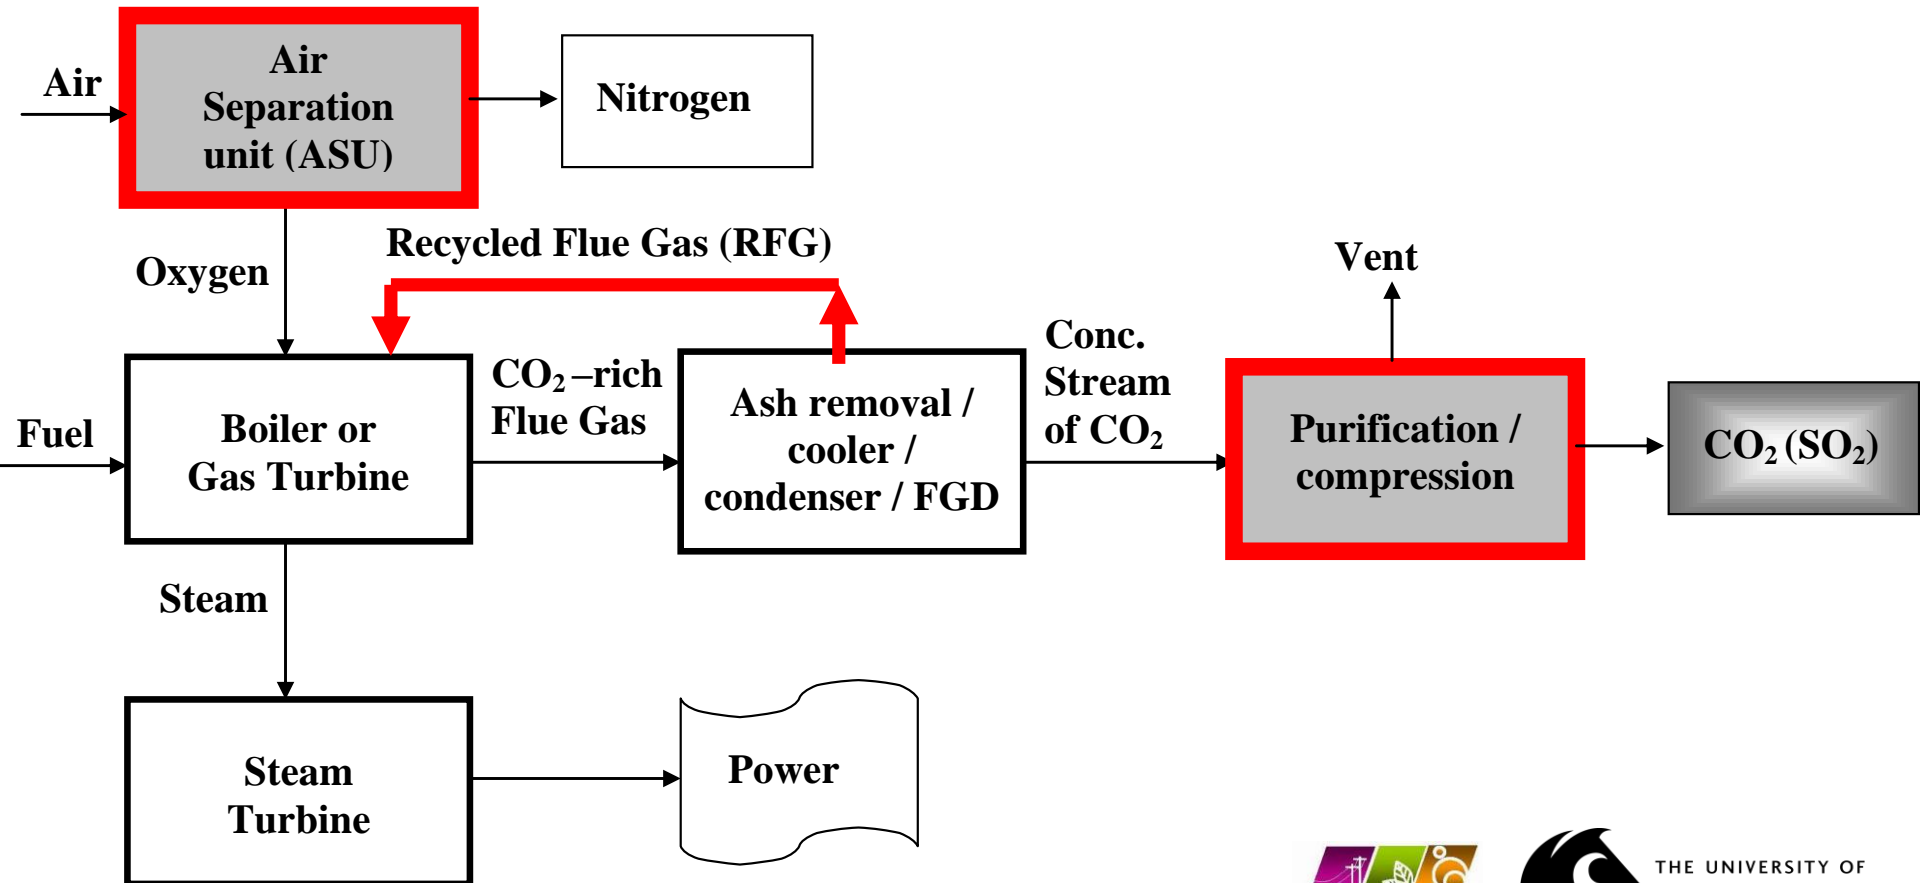 Air
Air
Separation
unit (ASU)
Nitrogen
Recycled Flue Gas (RFG)
Oxygen
Vent
Fuel
Boiler or
Gas Turbine
CO₂–rich
Flue Gas
Ash removal /
cooler /
condenser / FGD
Conc.
Stream
of CO₂
Purification /
compression
CO₂ (SO₂)
Steam
Steam
Turbine
Power
THE UNIVERSITY OF